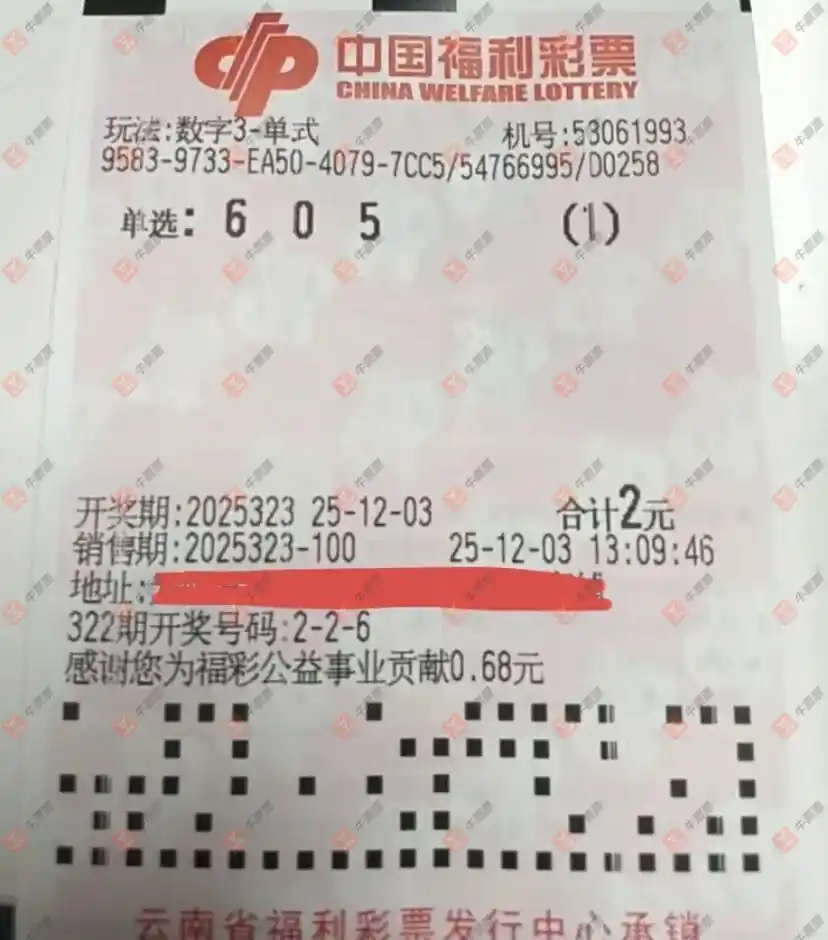 中国福利彩票
CHINA WELFARE LOTTERY
玩法:数字3-单式 机号:53061993
9583-9733-EA50-4079-7CC5/54766995/D0258
单选: 6 0 5 (1)
开奖期:2025323 25-12-03 合计2元
销售期:2025323-100 25-12-03 13:09:46
地址:
322期开奖号码:2-2-6
感谢您为福彩公益事业贡献0.68元
云南省福利彩票发行中心承销